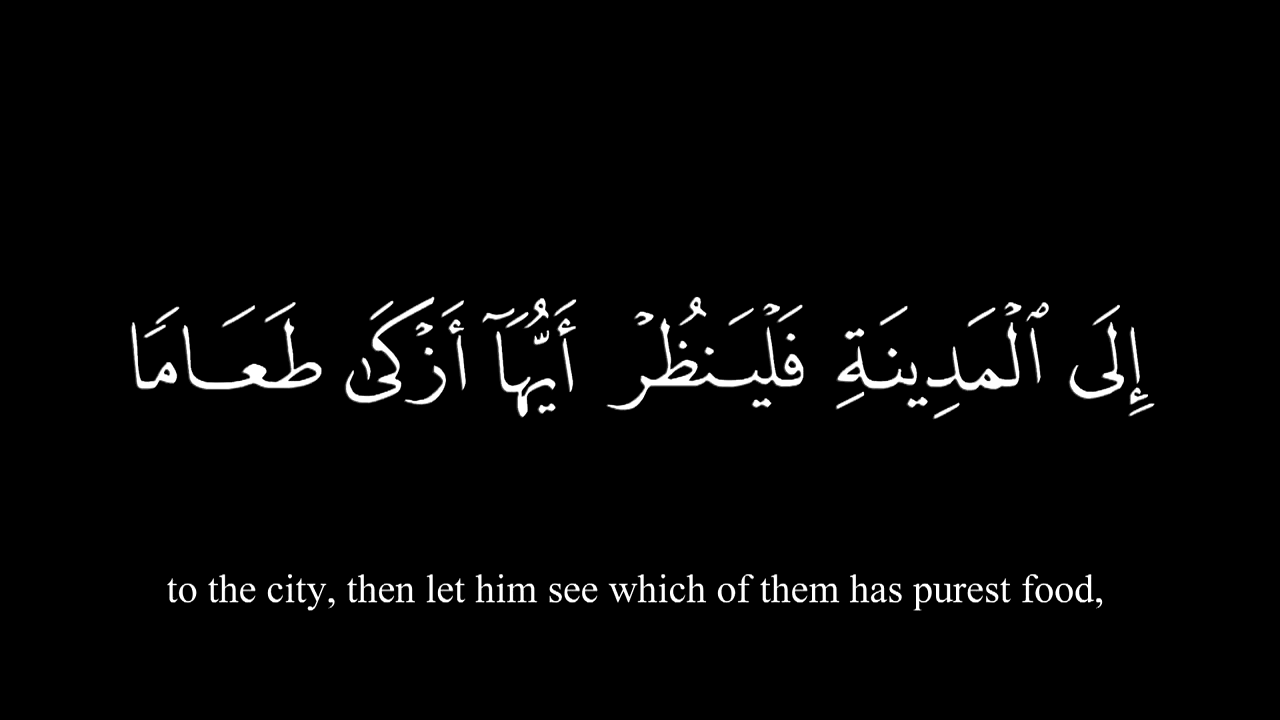 إِلَى ٱلْمَدِينَةِ فَلْيَنظُرْ أَيُّهَآ أَزْكَىٰ طَعَامًا
to the city, then let him see which of them has purest food,